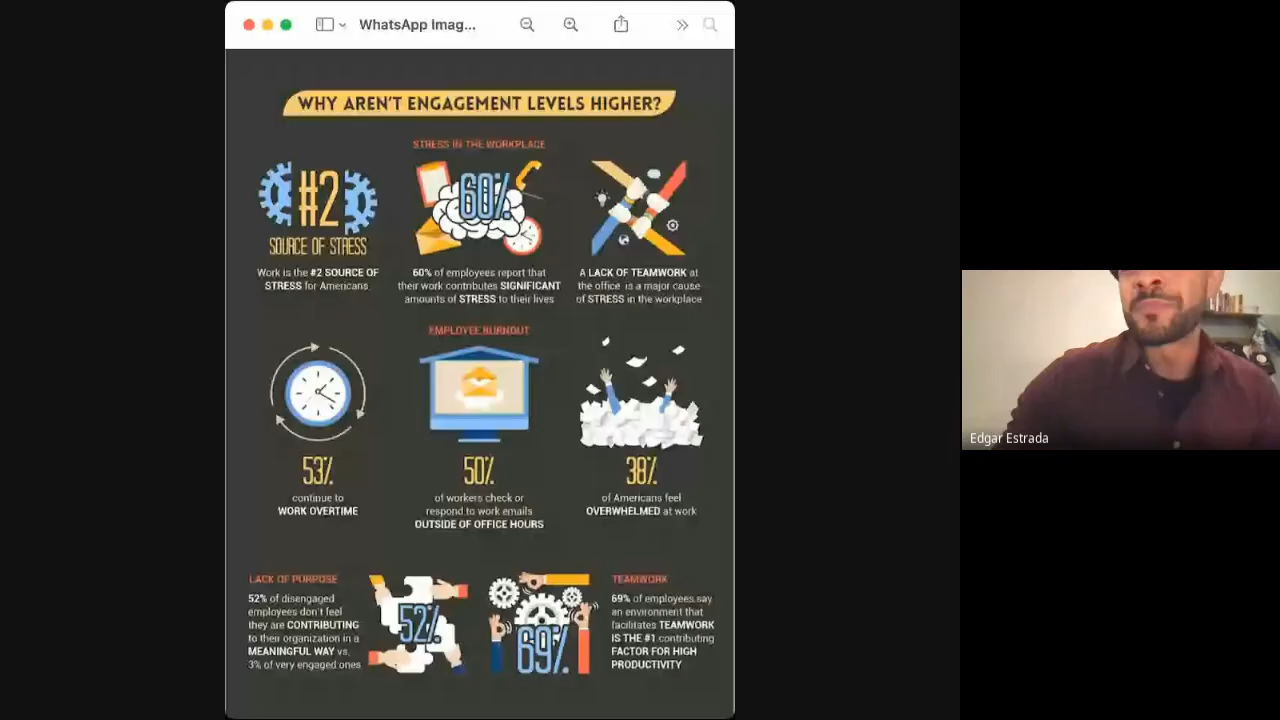 WhatsApp Imag...
WHY AREN'T ENGAGEMENT LEVELS HIGHER?
STRESS IN THE WORKPLACE
#2
SOURCE OF STRESS
Work is the #2 SOURCE OF
STRESS for Americans
60%
60% of employees report that
their work contributes SIGNIFICANT
amounts of STRESS to their lives
A LACK OF TEAMWORK at
the office is a major cause
of STRESS in the workplace
EMPLOYEE BURNOUT
53%
continue to
WORK OVERTIME
50%
of workers check or
respond to work emails
OUTSIDE OF OFFICE HOURS
38%
of Americans feel
OVERWHELMED at work
LACK OF PURPOSE
52% of disengaged
employees don't feel
they are CONTRIBUTING
to their organization in a
MEANINGFUL WAY vs.
3% of very engaged ones
52%
69%
TEAMWORK
69% of employees say
an environment that
facilitates TEAMWORK
IS THE #1 contributing
FACTOR FOR HIGH
PRODUCTIVITY
Edgar Estrada